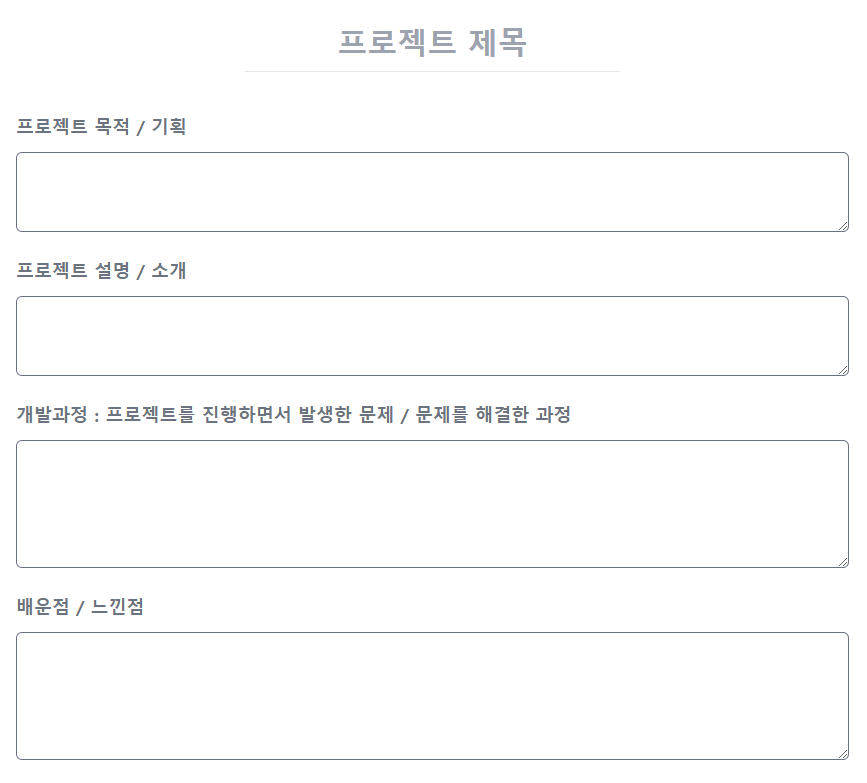 프로젝트 제목
프로젝트 목적 / 기획
프로젝트 설명 / 소개
개발과정 : 프로젝트를 진행하면서 발생한 문제 / 문제를 해결한 과정
배운점 / 느낀점